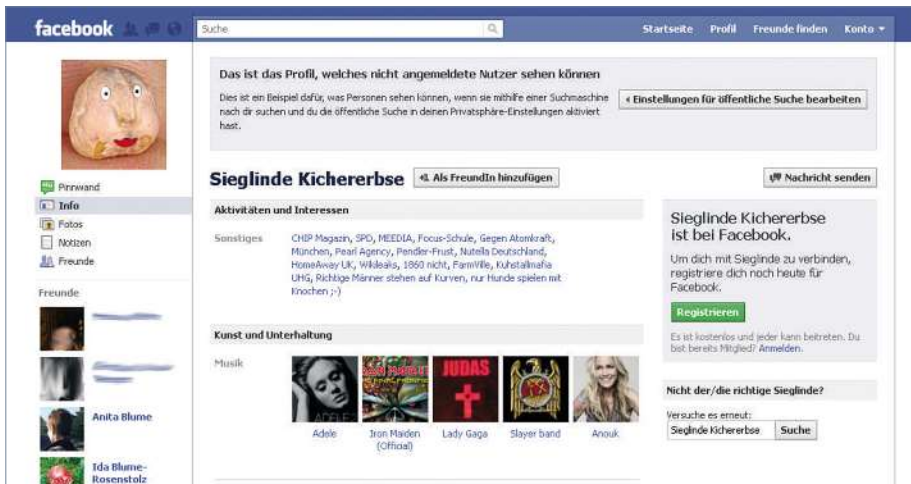 facebook
Suche
Startseite Profil Freunde finden Konto
Das ist das Profil, welches nicht angemeldete Nutzer sehen können
Dies ist ein Beispiel dafür, was Personen sehen können, wenn sie mithilfe einer Suchmaschine
nach dir suchen und du die öffentliche Suche in deinen Privatsphäre-Einstellungen aktiviert
hast.
Einstellungen für öffentliche Suche bearbeiten
Pinnwand
Info
Fotos
Notizen
Freunde
Freunde
Anita Blume
Ida Blume-
Rosenstolz
Sieglinde Kichererbse
Als FreundIn hinzufügen
Nachricht senden
Aktivitäten und Interessen
Sonstiges
CHIP Magazin, SPD, MEEDIA, Focus-Schule, Gegen Atomkraft,
München, Pearl Agency, Pendler-Frust, Nutella Deutschland,
HomeAway UK, Wikileaks, 1860 nicht, FarmVille, Kuhstallmafia
UHG, Richtige Männer stehen auf Kurven, nur Hunde spielen mit
Knochen ;-)
Kunst und Unterhaltung
Musik
ADELE
JUDAS
Adele
Iron Maiden
(Official)
Lady Gaga
Slayer band
Anouk
Sieglinde Kichererbse
ist bei Facebook.
Um dich mit Sieglinde zu verbinden,
registriere dich noch heute für
Facebook.
Registrieren
Es ist kostenlos und jeder kann beitreten. Du
bist bereits Mitglied? Anmelden.
Nicht der/die richtige Sieglinde?
Versuche es erneut:
Sieglinde Kichererbse Suche